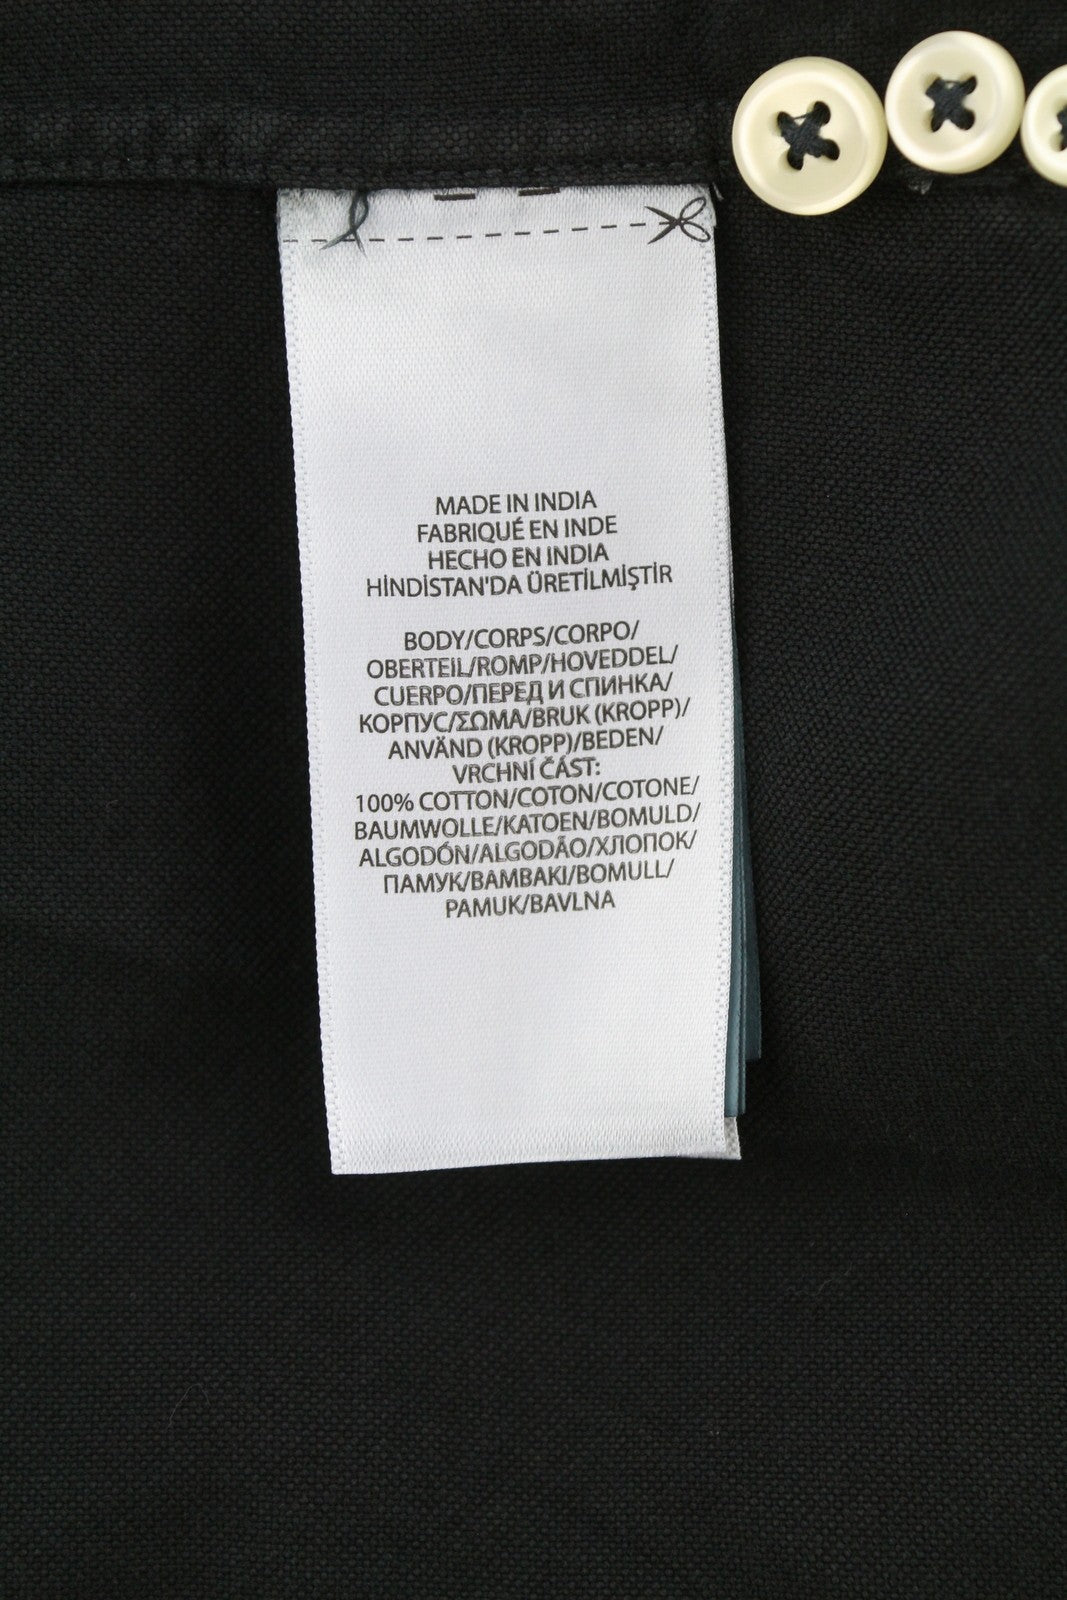 MADE IN INDIA
FABRIQUÉ EN INDE
HECHO EN INDIA
HİNDİSTAN'DA ÜRETİLMİŞTİR
BODY/CORPS/CORPO/
OBERTEIL/ROMP/HOVEDDEL/
CUERPO/ПЕРЕД И СПИНКА/
КОРПУС/ΣΩΜΑ/BRUK (KROPP)/
ANVÄND (KROPP)/BEDEN/
VRCHNÍ ČÁST:
100% COTTON/COTON/COTONE/
BAUMWOLLE/KATOEN/BOMULD/
ALGODÓN/ALGODÃO/ХЛОПОК/
ПАМУК/ΒΑΜΒΑΚΙ/BOMULL/
PAMUK/BAVLNA